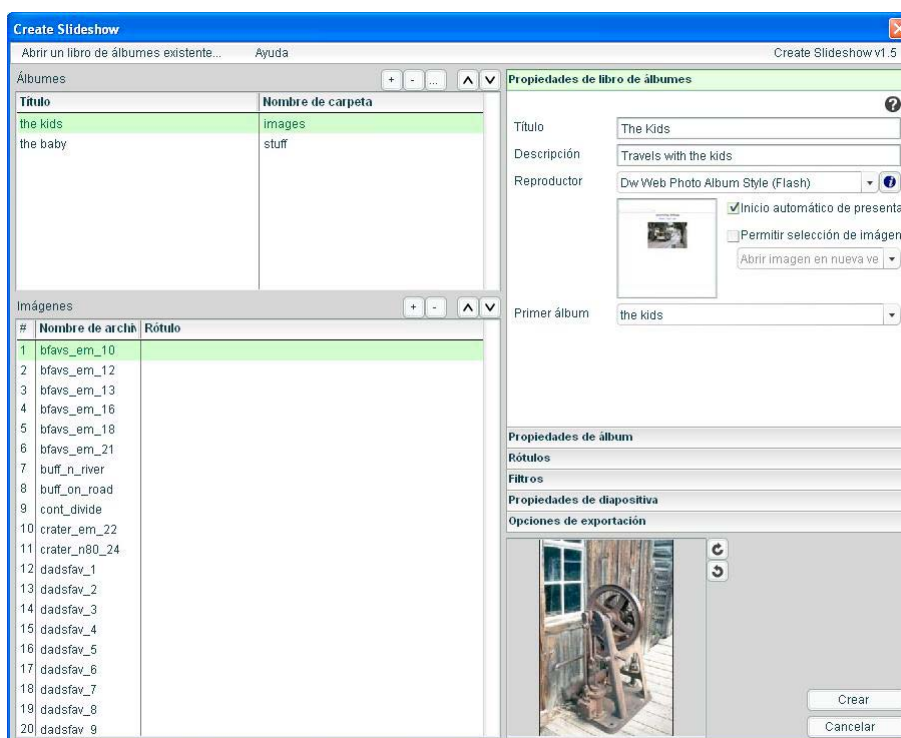 Create Slideshow
Abrir un libro de álbumes existente... Ayuda Create Slideshow v1.5
Álbumes + - ...
Título Nombre de carpeta
the kids images
the baby stuff
Imágenes + -
# Nombre de archiv Rótulo
1 bfavs_em_10
2 bfavs_em_12
3 bfavs_em_13
4 bfavs_em_16
5 bfavs_em_18
6 bfavs_em_21
7 buff_n_river
8 buff_on_road
9 cont_divide
10 crater_em_22
11 crater_n80_24
12 dadsfav_1
13 dadsfav_2
14 dadsfav_3
15 dadsfav_4
16 dadsfav_5
17 dadsfav_6
18 dadsfav_7
19 dadsfav_8
20 dadsfav_9
Propiedades de libro de álbumes
?
Título The Kids
Descripción Travels with the kids
Reproductor Dw Web Photo Album Style (Flash) i
Inicio automático de presenta
Permitir selección de imágen
Abrir imagen en nueva ve
Primer álbum the kids
Propiedades de álbum
Rótulos
Filtros
Propiedades de diapositiva
Opciones de exportación
Crear
Cancelar